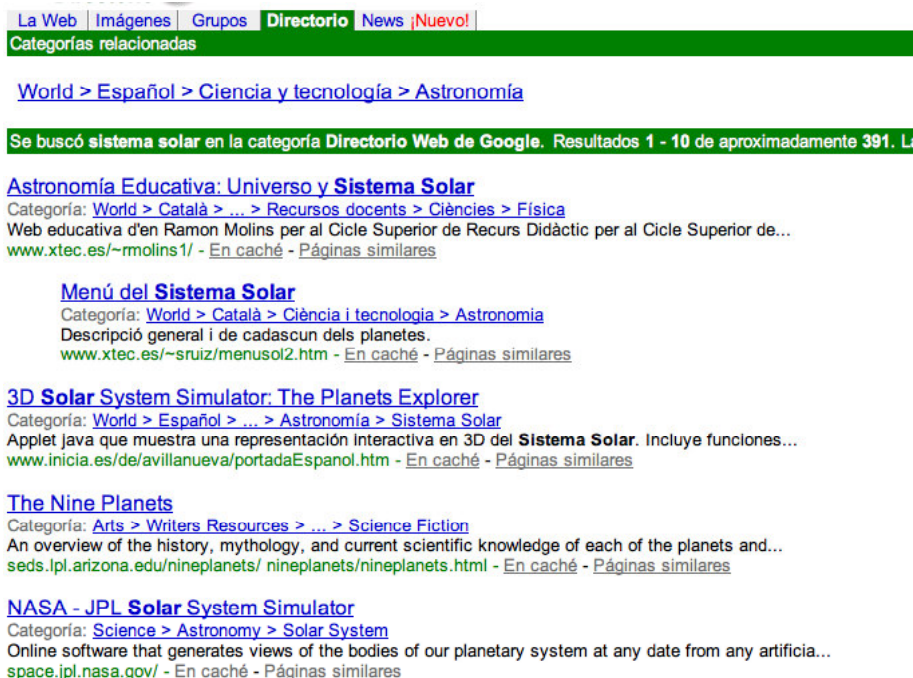 La Web Imágenes Grupos Directorio News ¡Nuevo!
Categorías relacionadas
World > Español > Ciencia y tecnología > Astronomía
Se buscó sistema solar en la categoría Directorio Web de Google. Resultados 1 - 10 de aproximadamente 391.
Astronomía Educativa: Universo y Sistema Solar
Categoría: World > Català > ... > Recursos docents > Ciències > Física
Web educativa d'en Ramon Molins per al Cicle Superior de Recurs Didàctic per al Cicle Superior de...
www.xtec.es/~rmolins1/ - En caché - Páginas similares
Menú del Sistema Solar
Categoría: World > Català > Ciència i tecnologia > Astronomia
Descripció general i de cadascun dels planetes.
www.xtec.es/~sruiz/menusol2.htm - En caché - Páginas similares
3D Solar System Simulator: The Planets Explorer
Categoría: World > Español > ... > Astronomía > Sistema Solar
Applet java que muestra una representación interactiva en 3D del Sistema Solar. Incluye funciones...
www.inicia.es/de/avillanueva/portadaEspanol.htm - En caché - Páginas similares
The Nine Planets
Categoría: Arts > Writers Resources > ... > Science Fiction
An overview of the history, mythology, and current scientific knowledge of each of the planets and...
seds.lpl.arizona.edu/nineplanets/ nineplanets/nineplanets.html - En caché - Páginas similares
NASA - JPL Solar System Simulator
Categoría: Science > Astronomy > Solar System
Online software that generates views of the bodies of our planetary system at any date from any artificia...
space.jpl.nasa.gov/ - En caché - Páginas similares